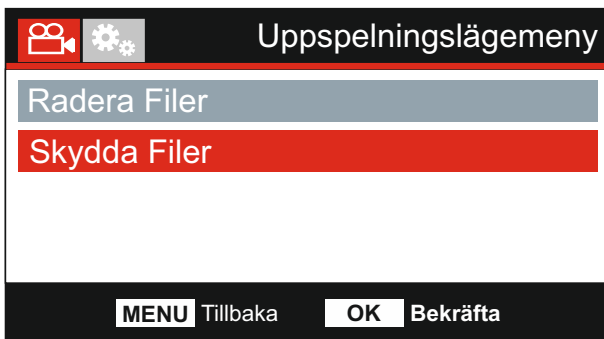 Uppspelningslägemeny
Radera Filer
Skydda Filer
MENU Tillbaka OK Bekräfta